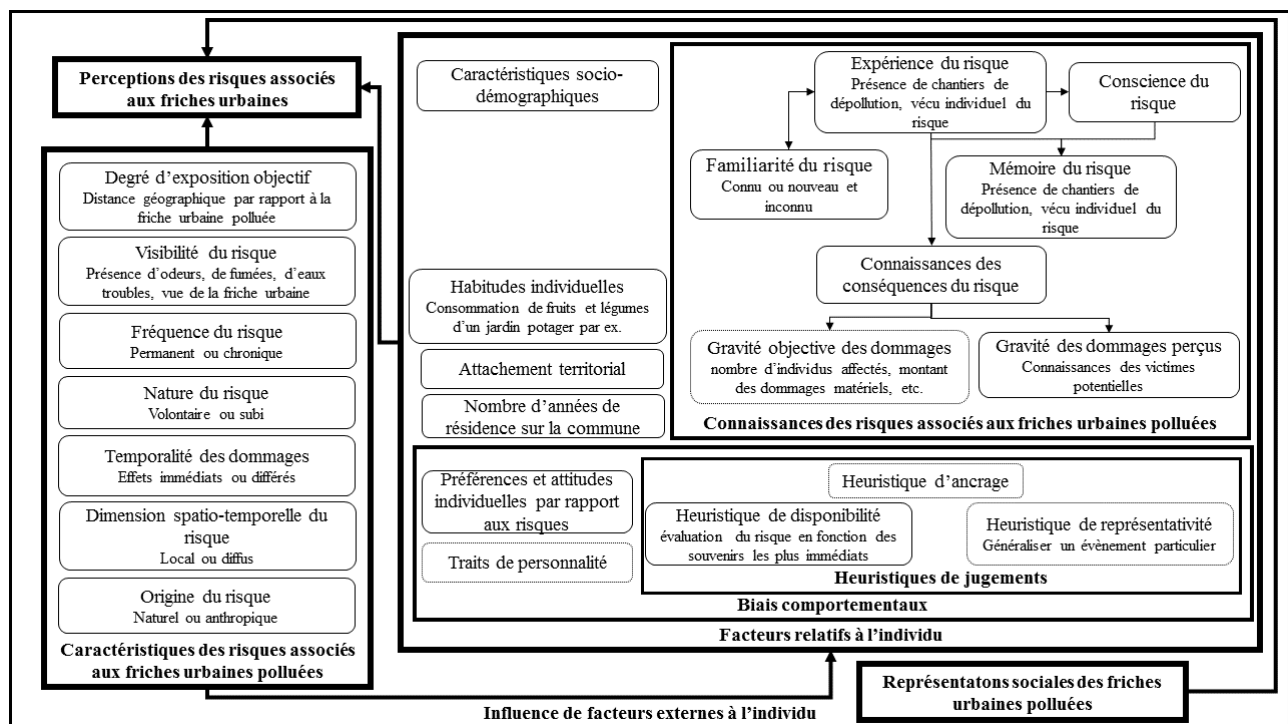 Perceptions des risques associés
aux friches urbaines
Degré d'exposition objectif
Distance géographique par rapport à la
friche urbaine polluée
Visibilité du risque
Présence d'odeurs, de fumées, d'eaux
troubles, vue de la friche urbaine
Fréquence du risque
Permanent ou chronique
Nature du risque
Volontaire ou subi
Temporalité des dommages
Effets immédiats ou différés
Dimension spatio-temporelle du
risque
Local ou diffus
Origine du risque
Naturel ou anthropique
Caractéristiques des risques associés
aux friches urbaines polluées
Caractéristiques socio-
démographiques
Habitudes individuelles
Consommation de fruits et légumes
d'un jardin potager par ex.
Attachement territorial
Nombre d'années de
résidence sur la commune
Expérience du risque
Présence de chantiers de
dépollution, vécu individuel du
risque
Conscience du
risque
Familiarité du risque
Connu ou nouveau et
inconnu
Mémoire du risque
Présence de chantiers de
dépollution, vécu individuel du
risque
Connaissances des
conséquences du risque
Gravité objective des dommages
nombre d'individus affectés, montant
des dommages matériels, etc.
Gravité des dommages perçus
Connaissances des victimes
potentielles
Connaissances des risques associés aux friches urbaines polluées
Préférences et attitudes
individuelles par rapport
aux risques
Traits de personnalité
Heuristique d'ancrage
Heuristique de disponibilité
évaluation du risque en fonction des
souvenirs les plus immédiats
Heuristique de représentativité
Généraliser un évènement particulier
Heuristiques de jugements
Biais comportementaux
Facteurs relatifs à l'individu
Influence de facteurs externes à l'individu
Représentatons sociales des friches
urbaines polluées